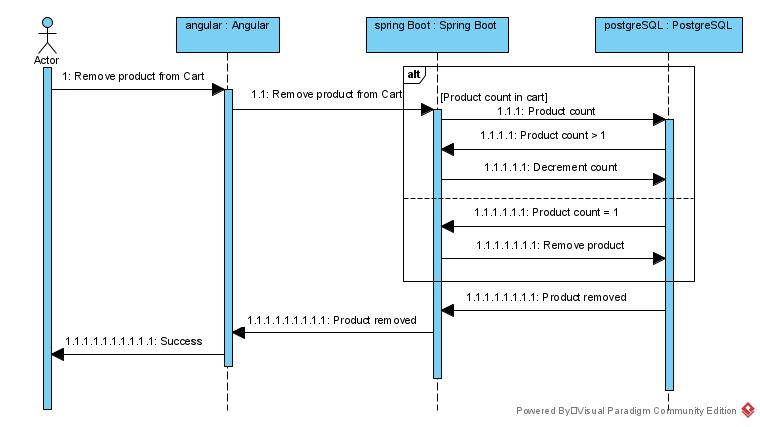 angular : Angular
spring Boot : Spring Boot
postgreSQL : PostgreSQL
Actor
alt
1: Remove product from Cart
1.1: Remove product from Cart
[Product count in cart]
1.1.1: Product count
1.1.1.1: Product count > 1
1.1.1.1.1: Decrement count
1.1.1.1.1.1: Product count = 1
1.1.1.1.1.1.1: Remove product
1.1.1.1.1.1.1.1: Product removed
1.1.1.1.1.1.1.1.1: Product removed
1.1.1.1.1.1.1.1.1.1: Success
Powered By□Visual Paradigm Community Edition